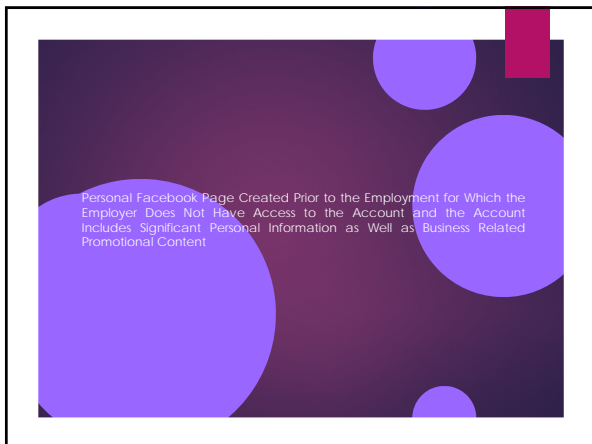 Personal Facebook Page Created Prior to the Employment for Which the
Employer Does Not Have Access to the Account and the Account
Includes Significant Personal Information as Well as Business Related
Promotional Content